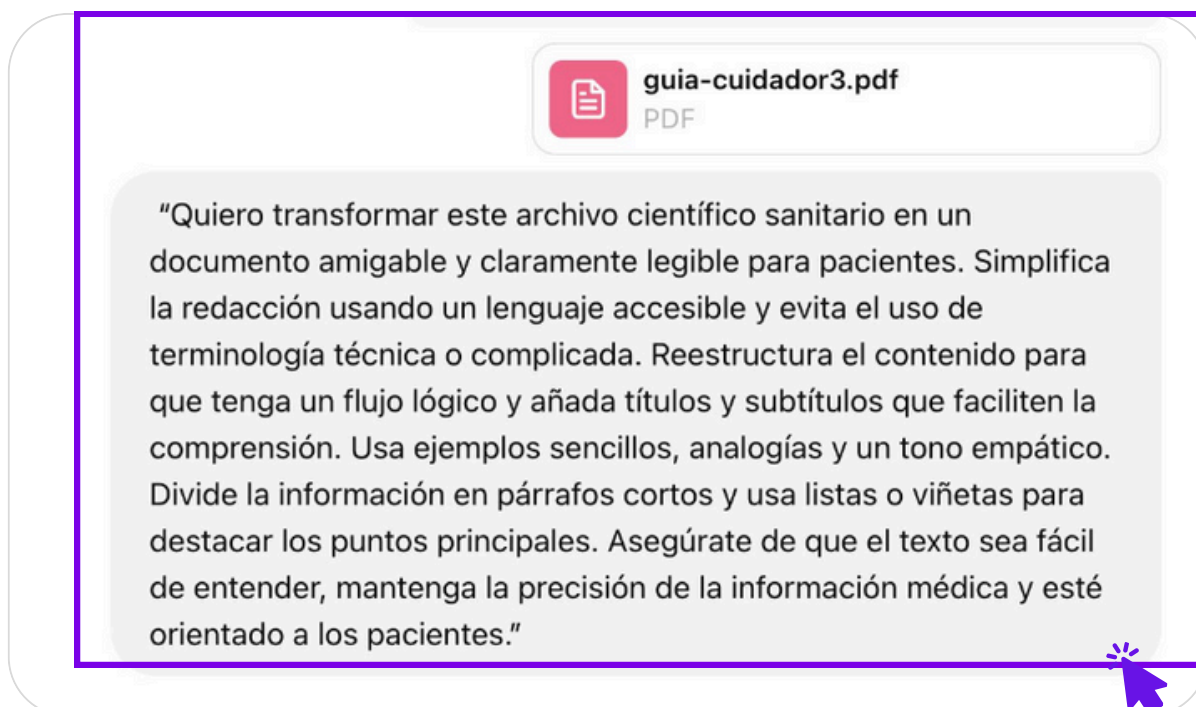 guia-cuidador3.pdf
PDF
“Quiero transformar este archivo científico sanitario en un
documento amigable y claramente legible para pacientes. Simplifica
la redacción usando un lenguaje accesible y evita el uso de
terminología técnica o complicada. Reestructura el contenido para
que tenga un flujo lógico y añada títulos y subtítulos que faciliten la
comprensión. Usa ejemplos sencillos, analogías y un tono empático.
Divide la información en párrafos cortos y usa listas o viñetas para
destacar los puntos principales. Asegúrate de que el texto sea fácil
de entender, mantenga la precisión de la información médica y esté
orientado a los pacientes.”